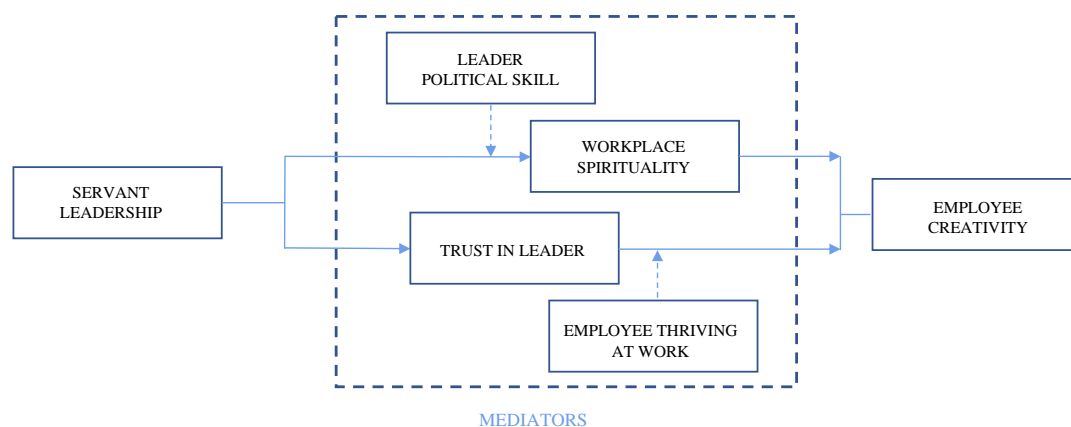 LEADER
POLITICAL SKILL
WORKPLACE
SPIRITUALITY
SERVANT
LEADERSHIP
EMPLOYEE
CREATIVITY
TRUST IN LEADER
EMPLOYEE THRIVING
AT WORK
MEDIATORS